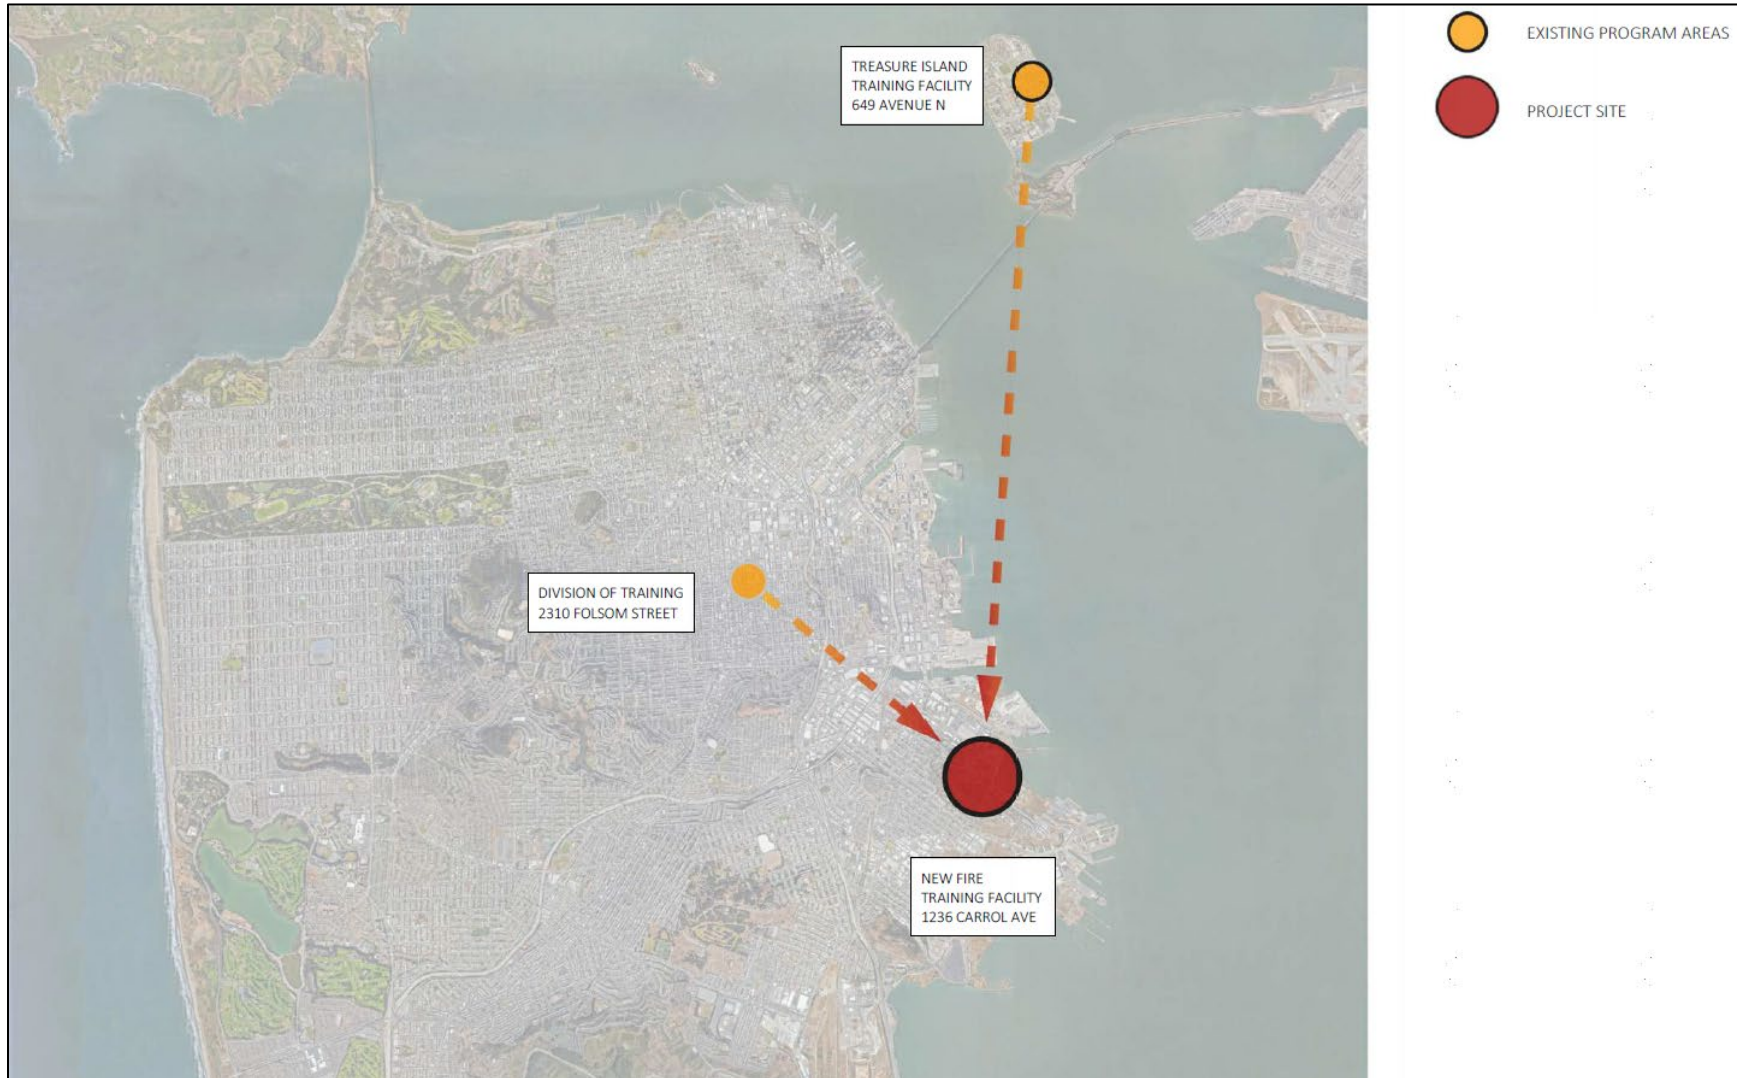 TREASURE ISLAND
TRAINING FACILITY
649 AVENUE N
EXISTING PROGRAM AREAS
PROJECT SITE
DIVISION OF TRAINING
2310 FOLSOM STREET
NEW FIRE
TRAINING FACILITY
1236 CARROL AVE